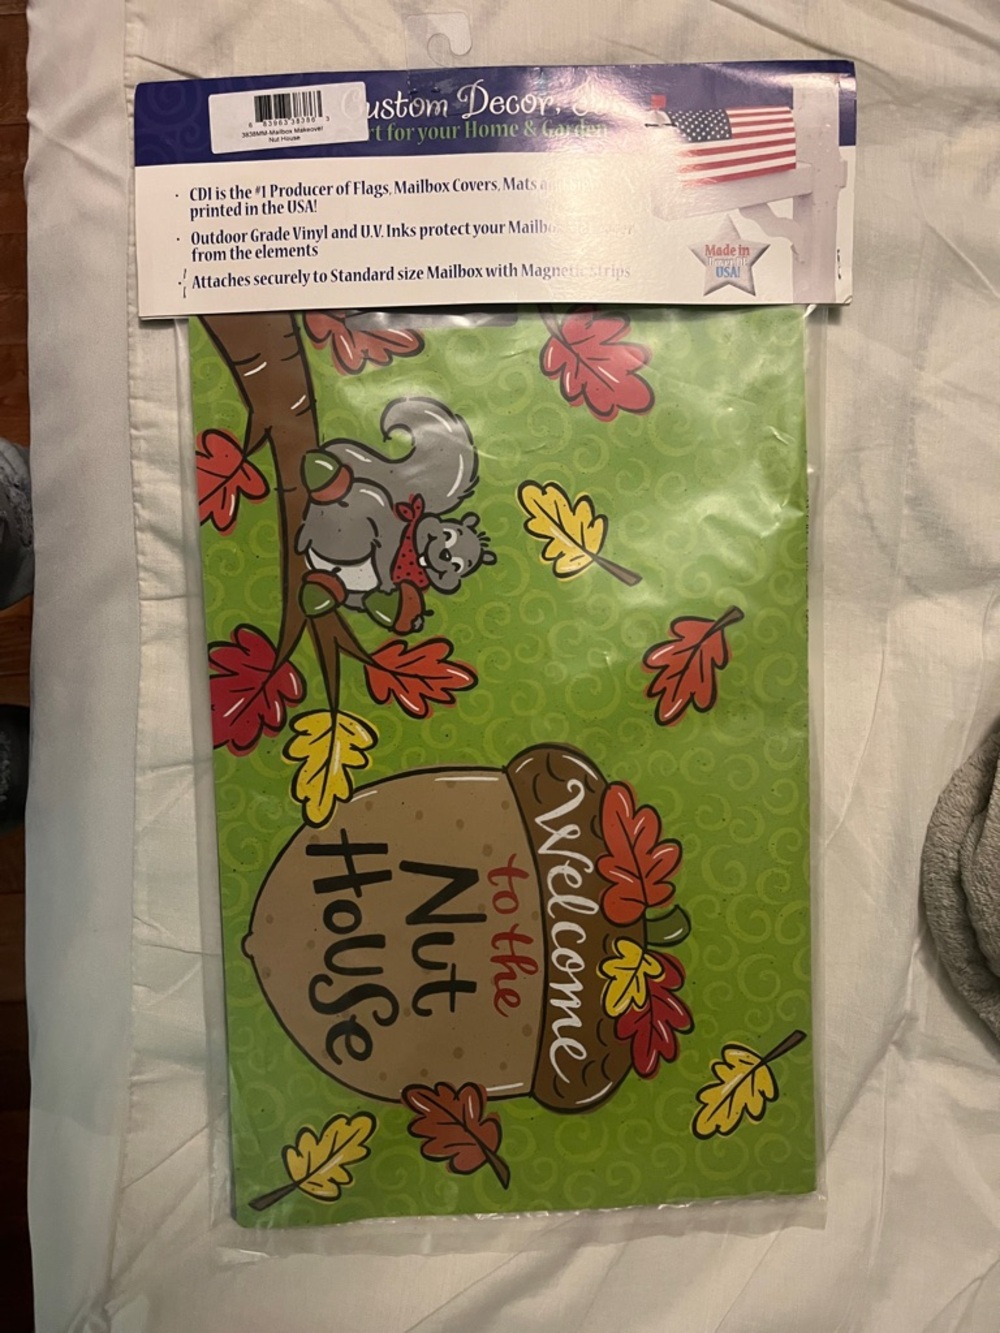 Custom Decor,
rt for your Home & Garden
3838MM-Mailbox Makeover
Nut House
· CDI is the #1 Producer of Flags, Mailbox Covers, Mats
printed in the USA!
· Outdoor Grade Vinyl and U.V. Inks protect your
from the elements
· Attaches securely to Standard size Mailbox with Magnetic Strips
Made in
USA!
Welcome
to the
Nut
House